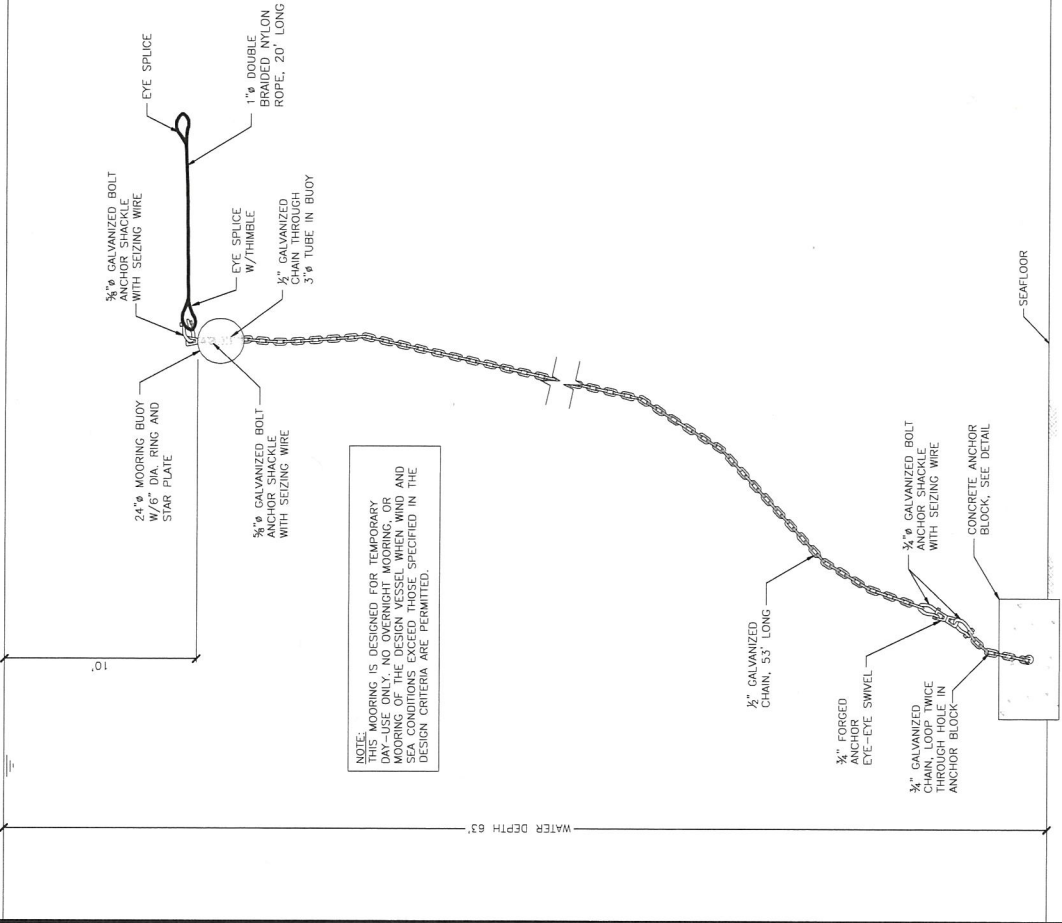 EYE SPLICE
1"ø DOUBLE
BRAIDED NYLON
ROPE, 20' LONG
⅝"ø GALVANIZED BOLT
ANCHOR SHACKLE
WITH SEIZING WIRE
EYE SPLICE
W/THIMBLE
½" GALVANIZED
CHAIN THROUGH
3"ø TUBE IN BUOY
24"ø MOORING BUOY
W/6" DIA. RING AND
STAR PLATE
⅝"ø GALVANIZED BOLT
ANCHOR SHACKLE
WITH SEIZING WIRE
10'
NOTE:
THIS MOORING IS DESIGNED FOR TEMPORARY
DAY-USE ONLY. NO OVERNIGHT MOORING, OR
MOORING OF THE DESIGN VESSEL WHEN WIND AND
SEA CONDITIONS EXCEED THOSE SPECIFIED IN THE
DESIGN CRITERIA ARE PERMITTED.
SEAFLOOR
½" GALVANIZED
CHAIN, 53' LONG
¾"ø GALVANIZED BOLT
ANCHOR SHACKLE
WITH SEIZING WIRE
CONCRETE ANCHOR
BLOCK, SEE DETAIL
¾" FORGED
ANCHOR
EYE-EYE SWIVEL
¾" GALVANIZED
CHAIN, LOOP TWICE
THROUGH HOLE IN
ANCHOR BLOCK
WATER DEPTH 63'